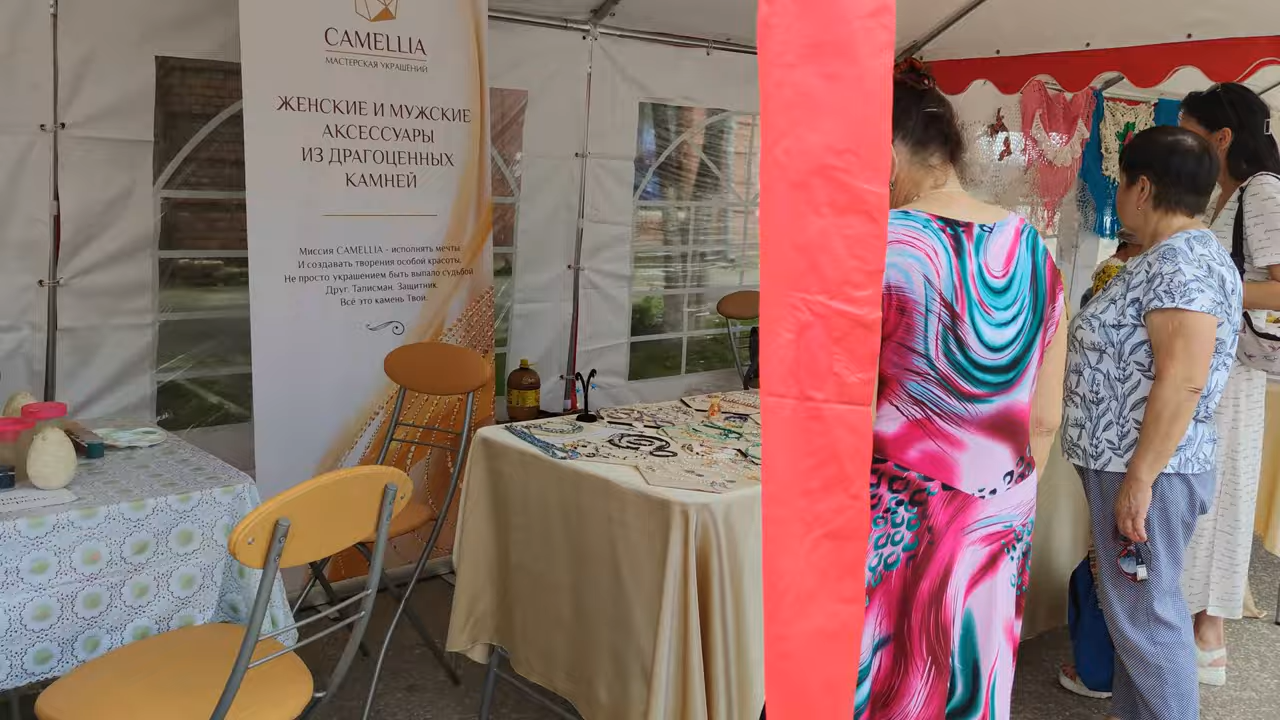 CAMELLIA
МАСТЕРСКАЯ УКРАШЕНИЙ
ЖЕНСКИЕ И МУЖСКИЕ
АКСЕССУАРЫ
ИЗ ДРАГОЦЕННЫХ
КАМНЕЙ
Миссия CAMELLIA - исполнять мечты
И создавать творения особой красоты.
Не просто украшением быть выпало судьбой
Друг. Талисман. Защитник.
Всё это камень Твой.